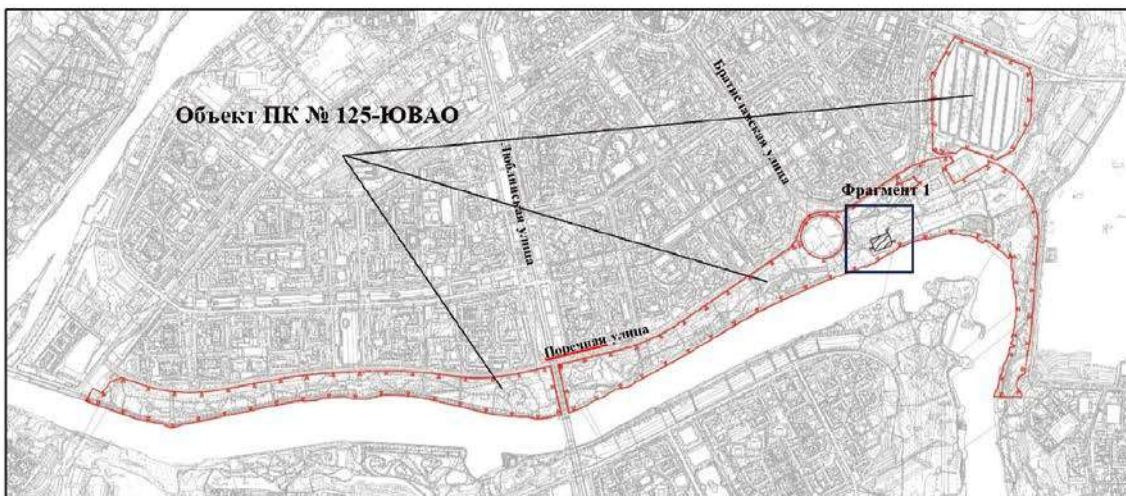 Объект ПК № 125-ЮВАО
Братиславская улица
Люблинская улица
Фрагмент 1
Поречная улица